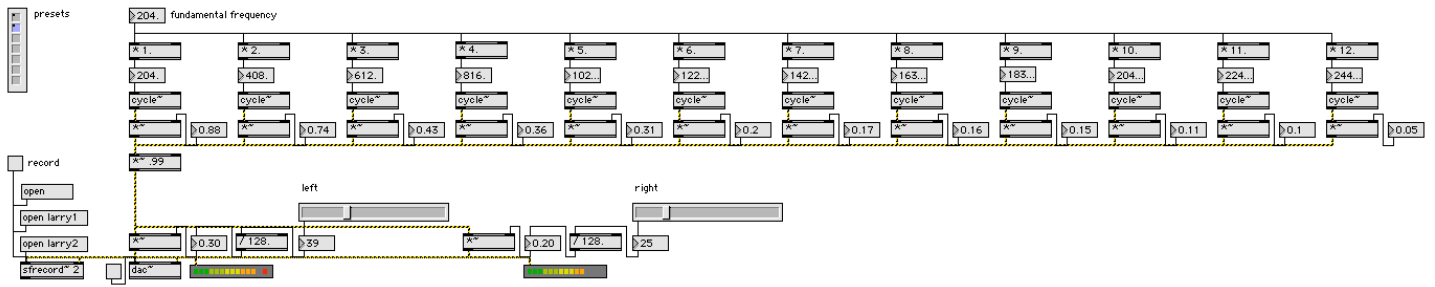 presets
204. fundamental frequency
* 1. * 2. * 3. * 4. * 5. * 6. * 7. * 8. * 9. * 10. * 11. * 12.
204. 408. 612. 816. 102... 122... 142... 163... 183... 204... 224... 244...
cycle~ cycle~ cycle~ cycle~ cycle~ cycle~ cycle~ cycle~ cycle~ cycle~ cycle~ cycle~
*~ 0.88 *~ 0.74 *~ 0.43 *~ 0.36 *~ 0.31 *~ 0.2 *~ 0.17 *~ 0.16 *~ 0.15 *~ 0.11 *~ 0.1 *~ 0.05
record *~ .99
open left right
open larry1
open larry2 *~ 0.30 / 128. 39 *~ 0.20 / 128. 25
sfrecord~ 2 dac~